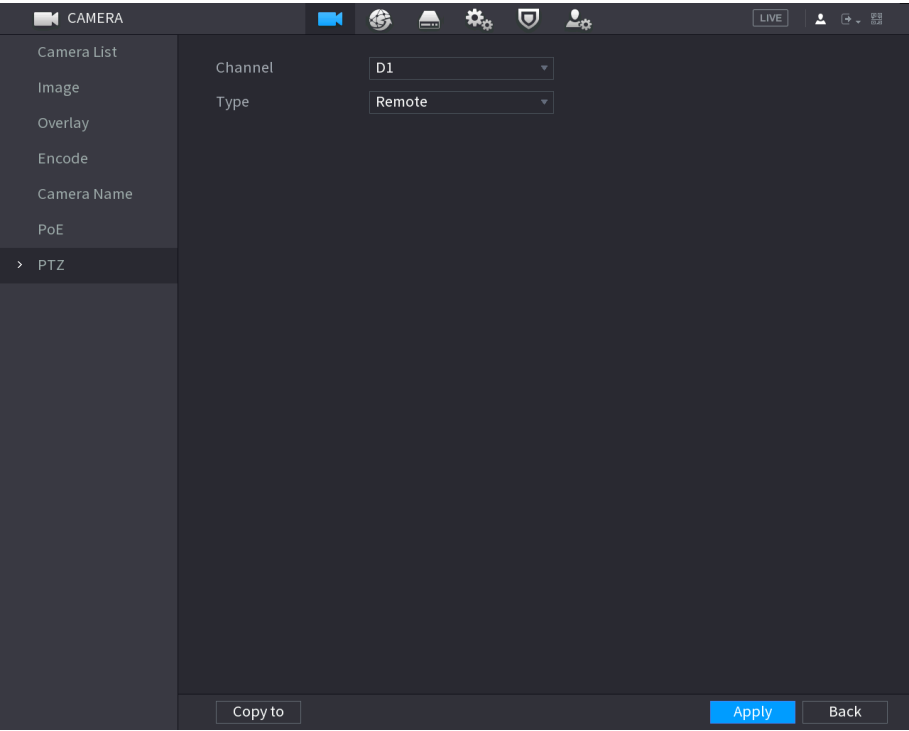 CAMERA
LIVE
Camera List
Image
Overlay
Encode
Camera Name
PoE
PTZ
Channel D1
Type Remote
Copy to Apply Back